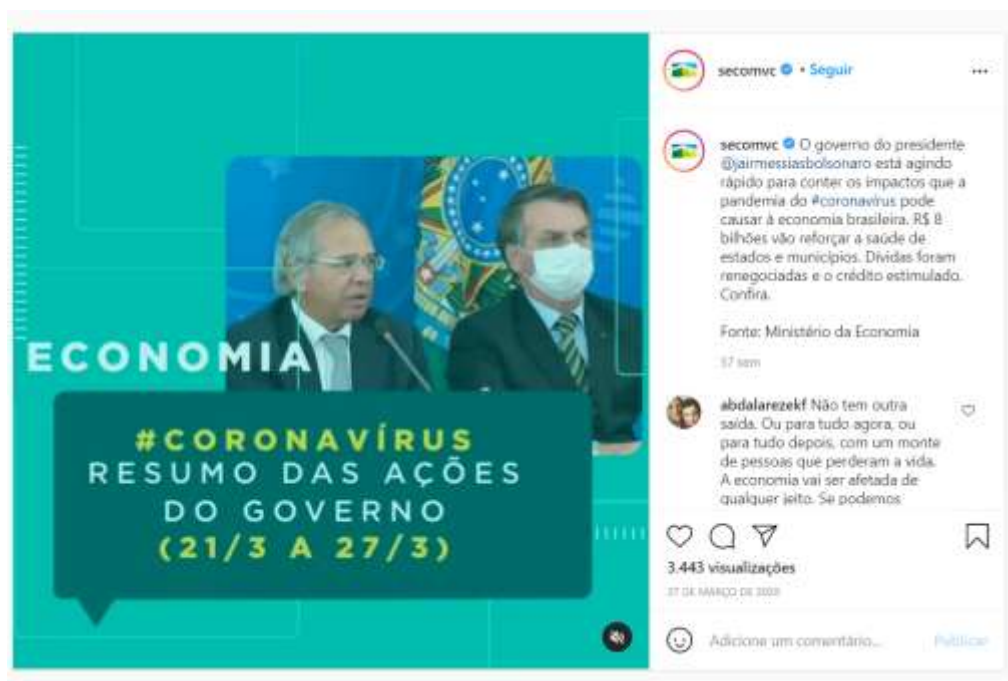 ECONOMIA
#CORONAVÍRUS
RESUMO DAS AÇÕES
DO GOVERNO
(21/3 A 27/3)
secomvc • Seguir
secomvc O governo do presidente
@jairmessiasbolsonaro está agindo
rápido para conter os impactos que a
pandemia do #coronavírus pode
causar à economia brasileira. R$ 8
bilhões vão reforçar a saúde de
estados e municípios. Dívidas foram
renegociadas e o crédito estimulado.
Confira.
Fonte: Ministério da Economia
37 sem
abdalarezekf Não tem outra
saída. Ou para tudo agora, ou
para tudo depois, com um monte
de pessoas que perderam a vida.
A economia vai ser afetada de
qualquer jeito. Se podemos
3.443 visualizações
27 DE MARÇO DE 2020
Adicione um comentário...
Publicar